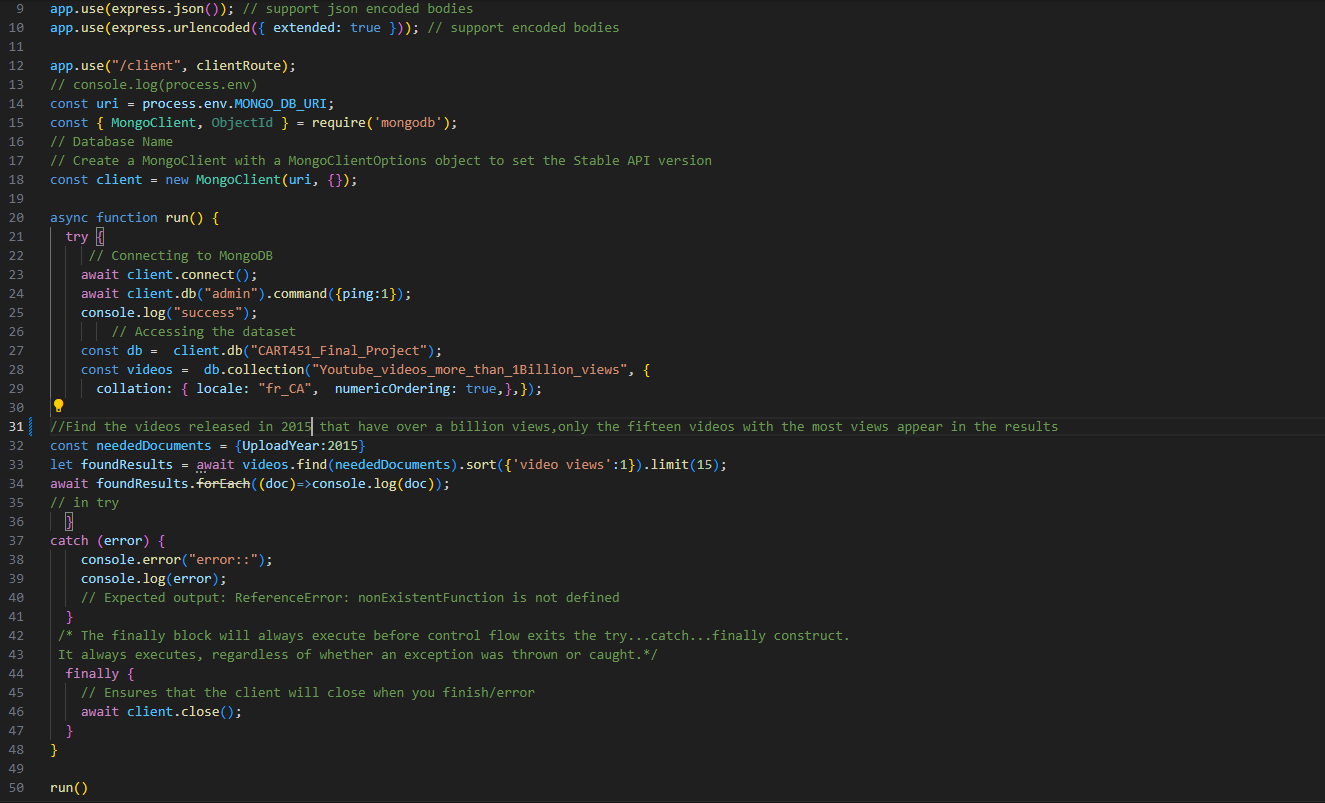 9 app.use(express.json()); // support json encoded bodies
10 app.use(express.urlencoded({ extended: true })); // support encoded bodies
11
12 app.use("/client", clientRoute);
13 // console.log(process.env)
14 const uri = process.env.MONGO_DB_URI;
15 const { MongoClient, ObjectId } = require('mongodb');
16 // Database Name
17 // Create a MongoClient with a MongoClientOptions object to set the Stable API version
18 const client = new MongoClient(uri, {});
19
20 async function run() {
21 try {
22 // Connecting to MongoDB
23 await client.connect();
24 await client.db("admin").command({ping:1});
25 console.log("success");
26 // Accessing the dataset
27 const db =  client.db("CART451_Final_Project");
28 const videos =  db.collection("Youtube_videos_more_than_1Billion_views", {
29 collation: { locale: "fr_CA",  numericOrdering: true,},});
30
31 //Find the videos released in 2015 that have over a billion views,only the fifteen videos with the most views appear in the results
32 const neededDocuments = {UploadYear:2015}
33 let foundResults = await videos.find(neededDocuments).sort({'video views':1}).limit(15);
34 await foundResults.forEach((doc)=>console.log(doc));
35 // in try
36 }
37 catch (error) {
38 console.error("error::");
39 console.log(error);
40 // Expected output: ReferenceError: nonExistentFunction is not defined
41 }
42 /* The finally block will always execute before control flow exits the try...catch...finally construct.
43 It always executes, regardless of whether an exception was thrown or caught.*/
44 finally {
45 // Ensures that the client will close when you finish/error
46 await client.close();
47 }
48 }
49
50 run()